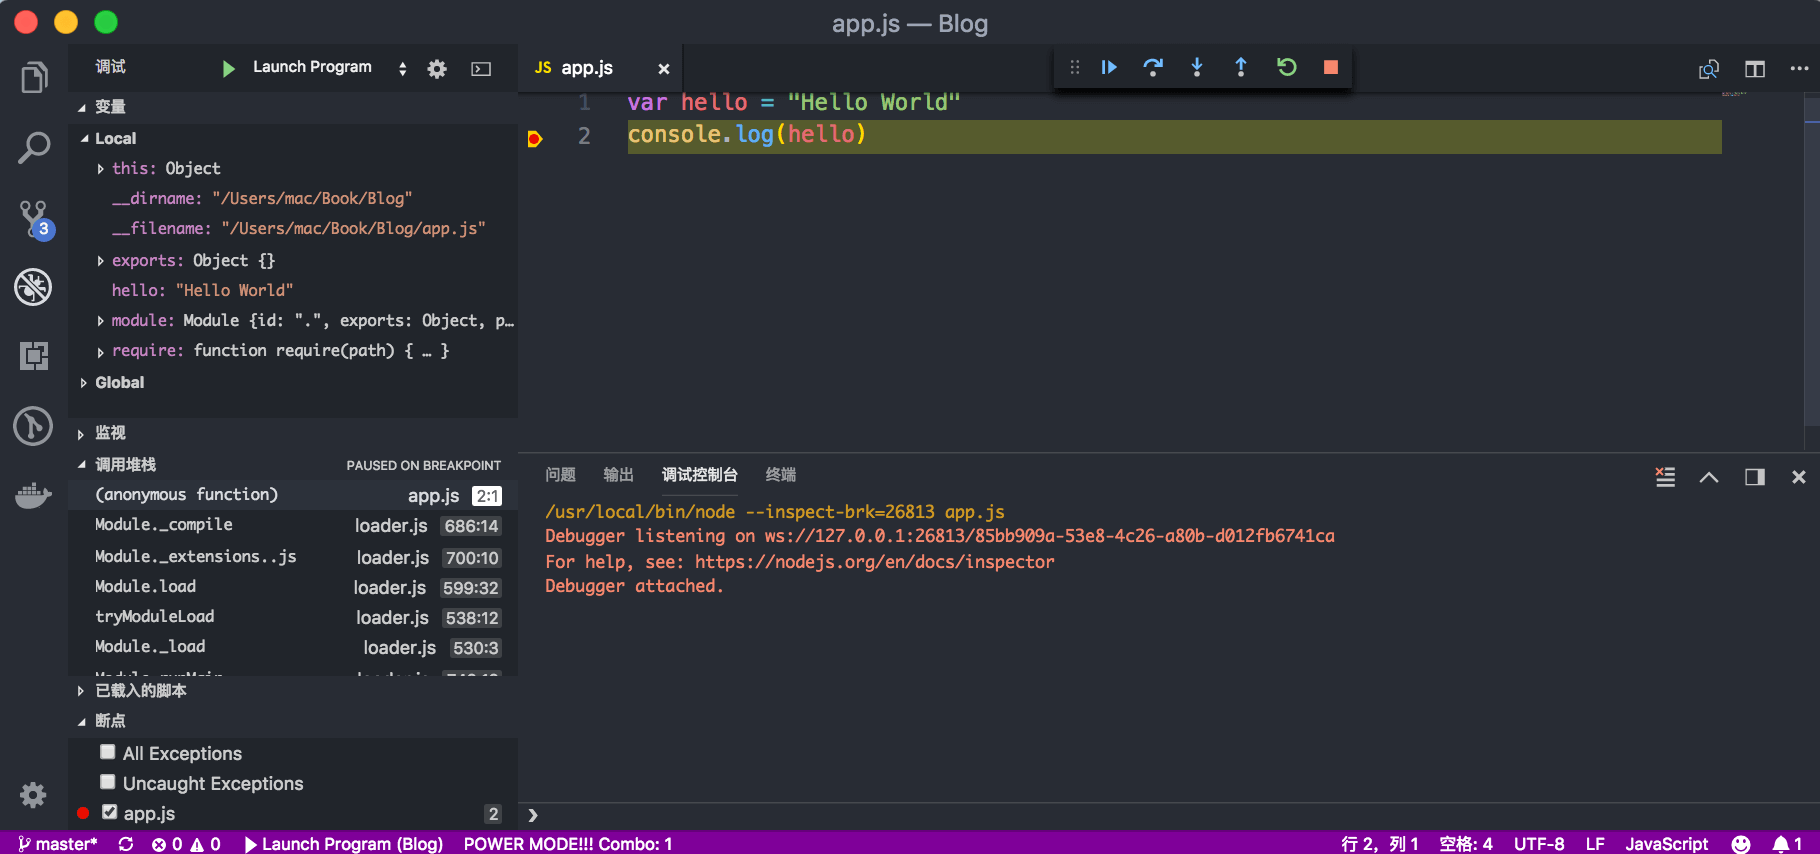 app.js — Blog
调试
Launch Program
变量
Local
this: Object
__dirname: "/Users/mac/Book/Blog"
__filename: "/Users/mac/Book/Blog/app.js"
exports: Object {}
hello: "Hello World"
module: Module {id: ".", exports: Object, p…
require: function require(path) { … }
Global
监视
调用堆栈 PAUSED ON BREAKPOINT
(anonymous function) app.js 2:1
Module._compile loader.js 686:14
Module._extensions..js loader.js 700:10
Module.load loader.js 599:32
tryModuleLoad loader.js 538:12
Module._load loader.js 530:3
已载入的脚本
断点
All Exceptions
Uncaught Exceptions
app.js 2
3
JS app.js
1 var hello = "Hello World"
2 console.log(hello)
问题 输出 调试控制台 终端
/usr/local/bin/node --inspect-brk=26813 app.js
Debugger listening on ws://127.0.0.1:26813/85bb909a-53e8-4c26-a80b-d012fb6741ca
For help, see: https://nodejs.org/en/docs/inspector
Debugger attached.
master* 0 0 Launch Program (Blog) POWER MODE!!! Combo: 1 行 2，列 1 空格: 4 UTF-8 LF JavaScript 1